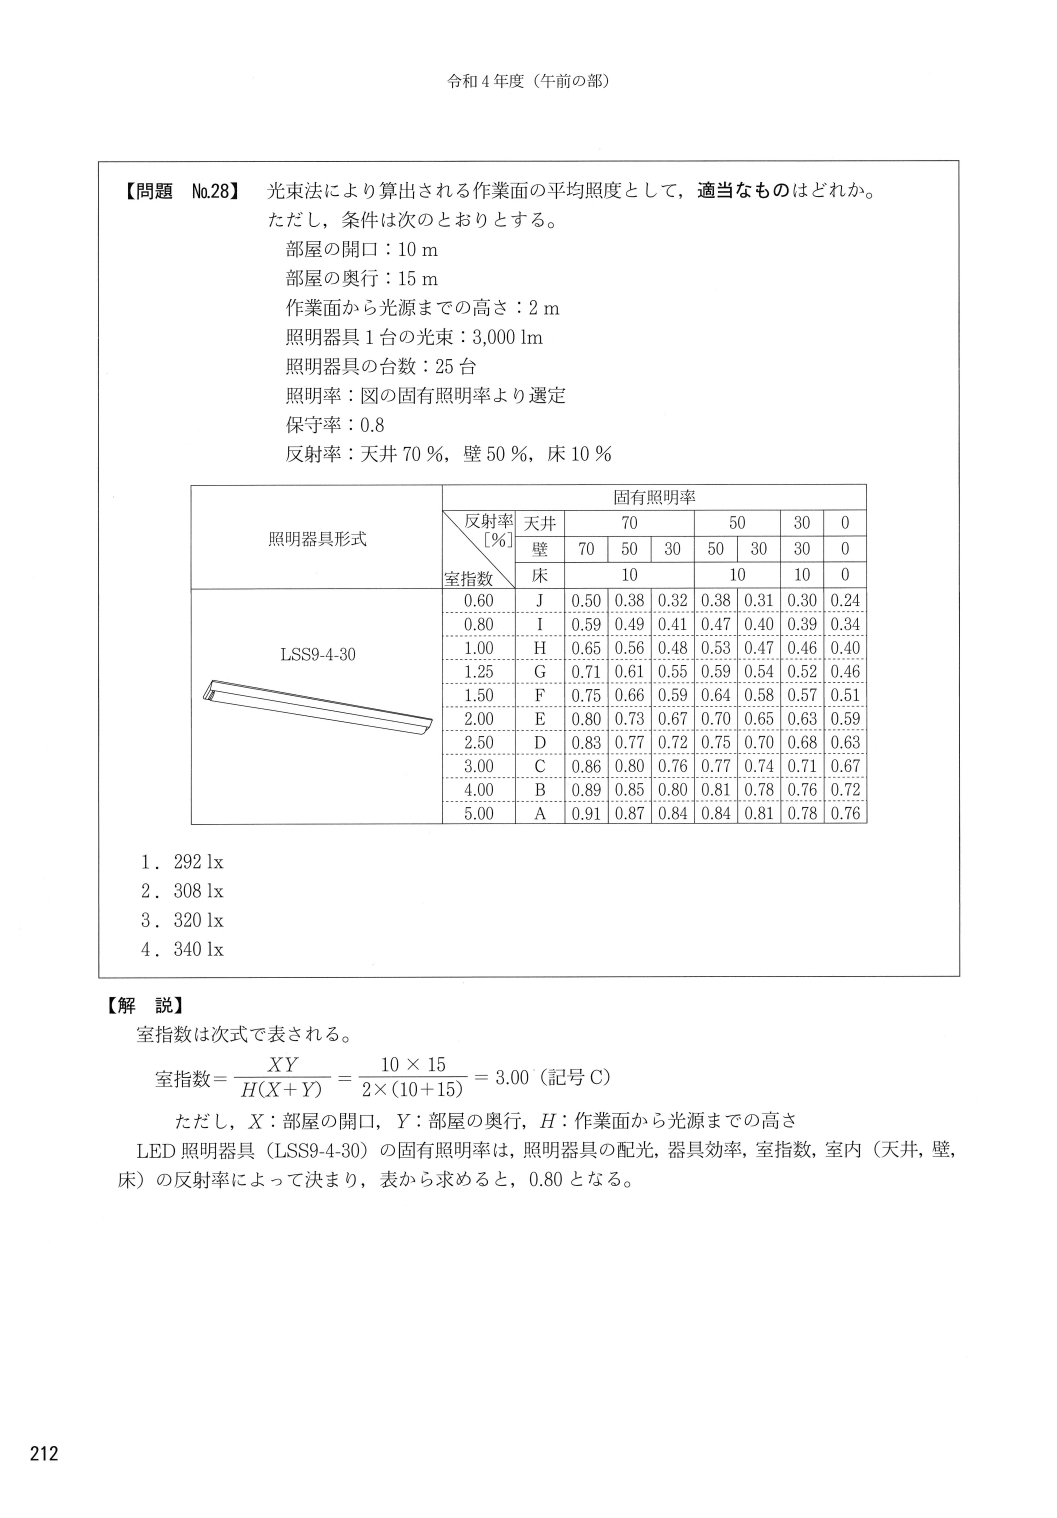 令和4年度（午前の部）
【問題　No.28】　光束法により算出される作業面の平均照度として，適当なものはどれか。
ただし，条件は次のとおりとする。
部屋の開口：10 m
部屋の奥行：15 m
作業面から光源までの高さ：2 m
照明器具1台の光束：3,000 lm
照明器具の台数：25 台
照明率：図の固有照明率より選定
保守率：0.8
反射率：天井 70 %，壁 50 %，床 10 %
照明器具形式
固有照明率
反射率 [%] 天井 70 50 30 0
壁 70 50 30 50 30 30 0
室指数 床 10 10 10 0
0.60 J 0.50 0.38 0.32 0.38 0.31 0.30 0.24
0.80 I 0.59 0.49 0.41 0.47 0.40 0.39 0.34
LSS9-4-30
1.00 H 0.65 0.56 0.48 0.53 0.47 0.46 0.40
1.25 G 0.71 0.61 0.55 0.59 0.54 0.52 0.46
1.50 F 0.75 0.66 0.59 0.64 0.58 0.57 0.51
2.00 E 0.80 0.73 0.67 0.70 0.65 0.63 0.59
2.50 D 0.83 0.77 0.72 0.75 0.70 0.68 0.63
3.00 C 0.86 0.80 0.76 0.77 0.74 0.71 0.67
4.00 B 0.89 0.85 0.80 0.81 0.78 0.76 0.72
5.00 A 0.91 0.87 0.84 0.84 0.81 0.78 0.76
1．292 lx
2．308 lx
3．320 lx
4．340 lx
【解　説】
室指数は次式で表される。
室指数＝XY / H(X+Y) ＝ 10 × 15 / 2×(10+15) ＝ 3.00（記号 C）
ただし，X：部屋の開口，Y：部屋の奥行，H：作業面から光源までの高さ
LED 照明器具（LSS9-4-30）の固有照明率は，照明器具の配光，器具効率，室指数，室内（天井，壁，
床）の反射率によって決まり，表から求めると，0.80 となる。
212